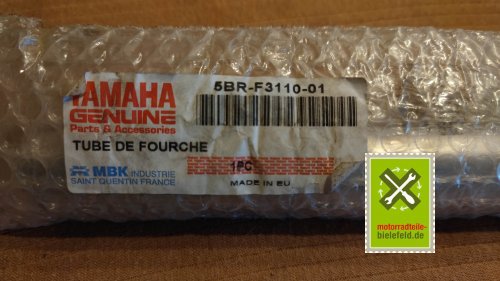 YAMAHA
GENUINE
Parts & Accessories
5BR-F3110-01
TUBE DE FOURCHE
MBK INDUSTRIE
SAINT QUENTIN FRANCE
1PC
MADE IN EU
motorradteile-
bielefeld.de